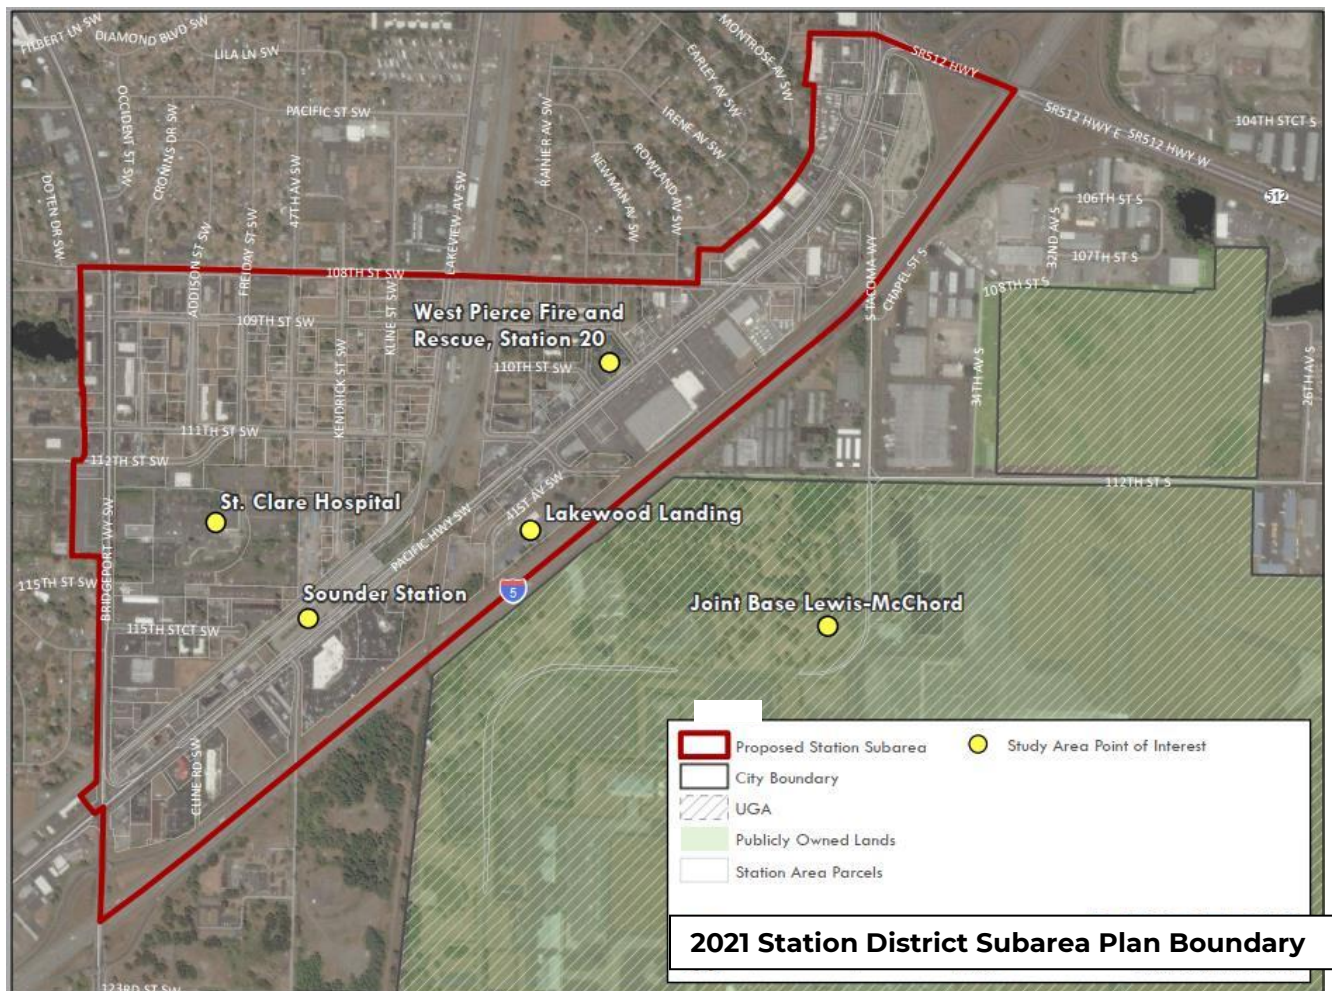 FILBERT LN SW
DIAMOND BLVD SW
LILA LN SW
MONTROSE AV SW
EARLEY AV SW
SR512 HWY
OCCIDENT ST SW
CRONINS DR SW
PACIFIC ST SW
RAINIER AV SW
IRENE AV SW
SR512 HWY E
SR512 HWY W
104TH STCT S
DOTEN DR SW
47TH AV SW
LAKEVIEW AV SW
NEWMAN AV SW
ROWLAND AV SW
512
106TH ST S
32ND AV S
107TH ST S
ADDISON ST SW
FREIDAY ST SW
108TH ST SW
S TACOMA WY
CHAPEL ST S
108TH ST S
109TH ST SW
KLINE ST SW
West Pierce Fire and
Rescue, Station 20
110TH ST SW
KENDRICK ST SW
34TH AV S
26TH AV S
111TH ST SW
112TH ST SW
112TH ST S
St. Clare Hospital
41ST AV SW
Lakewood Landing
PACIFIC HWY SW
BRIDGEPORT WY SW
115TH ST SW
Sounder Station
5
Joint Base Lewis-McChord
115TH STCT SW
CLINE RD SW
123RD ST SW
Proposed Station Subarea
Study Area Point of Interest
City Boundary
UGA
Publicly Owned Lands
Station Area Parcels
2021 Station District Subarea Plan Boundary